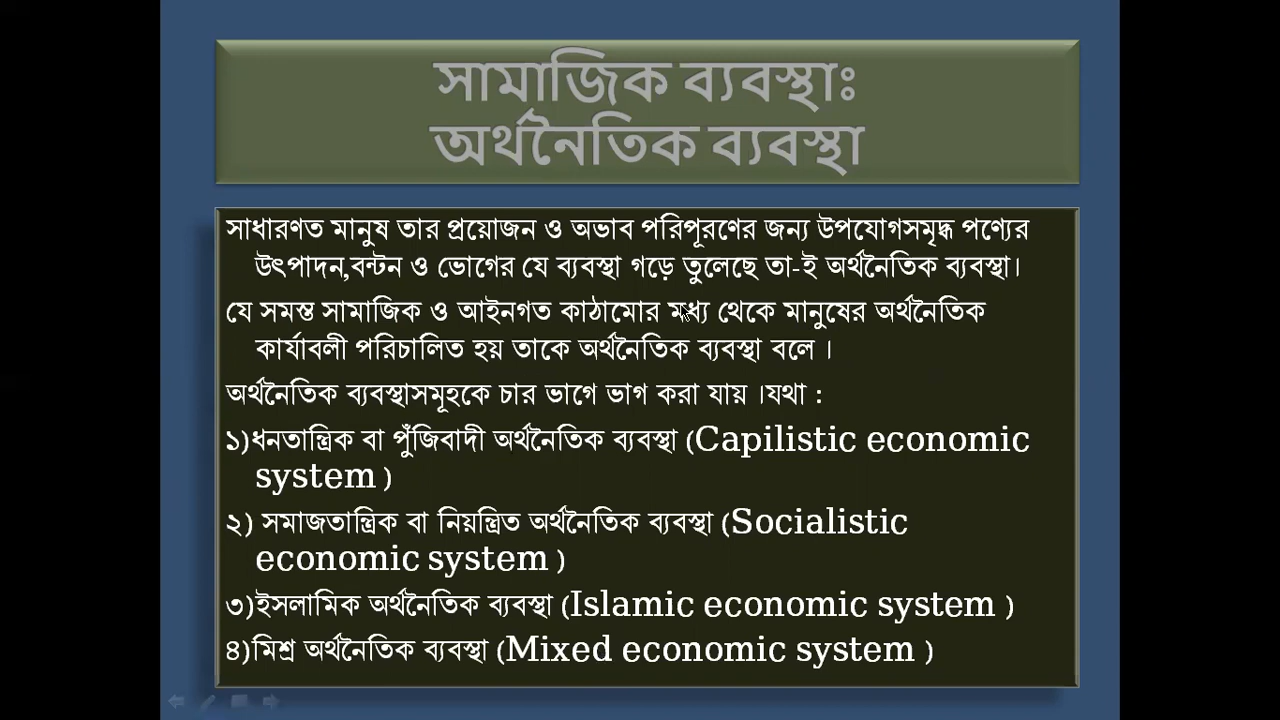 সামাজিক ব্যবস্থাঃ
অর্থনৈতিক ব্যবস্থা
সাধারণত মানুষ তার প্রয়োজন ও অভাব পরিপূরণের জন্য উপযোগসমৃদ্ধ পণ্যের
উৎপাদন,বন্টন ও ভোগের যে ব্যবস্থা গড়ে তুলেছে তা-ই অর্থনৈতিক ব্যবস্থা।
যে সমস্ত সামাজিক ও আইনগত কাঠামোর মধ্য থেকে মানুষের অর্থনৈতিক
কার্যাবলী পরিচালিত হয় তাকে অর্থনৈতিক ব্যবস্থা বলে ।
অর্থনৈতিক ব্যবস্থাসমূহকে চার ভাগে ভাগ করা যায় ।যথা :
১)ধনতান্ত্রিক বা পুঁজিবাদী অর্থনৈতিক ব্যবস্থা (Capilistic economic
system )
২) সমাজতান্ত্রিক বা নিয়ন্ত্রিত অর্থনৈতিক ব্যবস্থা (Socialistic
economic system )
৩)ইসলামিক অর্থনৈতিক ব্যবস্থা (Islamic economic system )
৪)মিশ্র অর্থনৈতিক ব্যবস্থা (Mixed economic system )